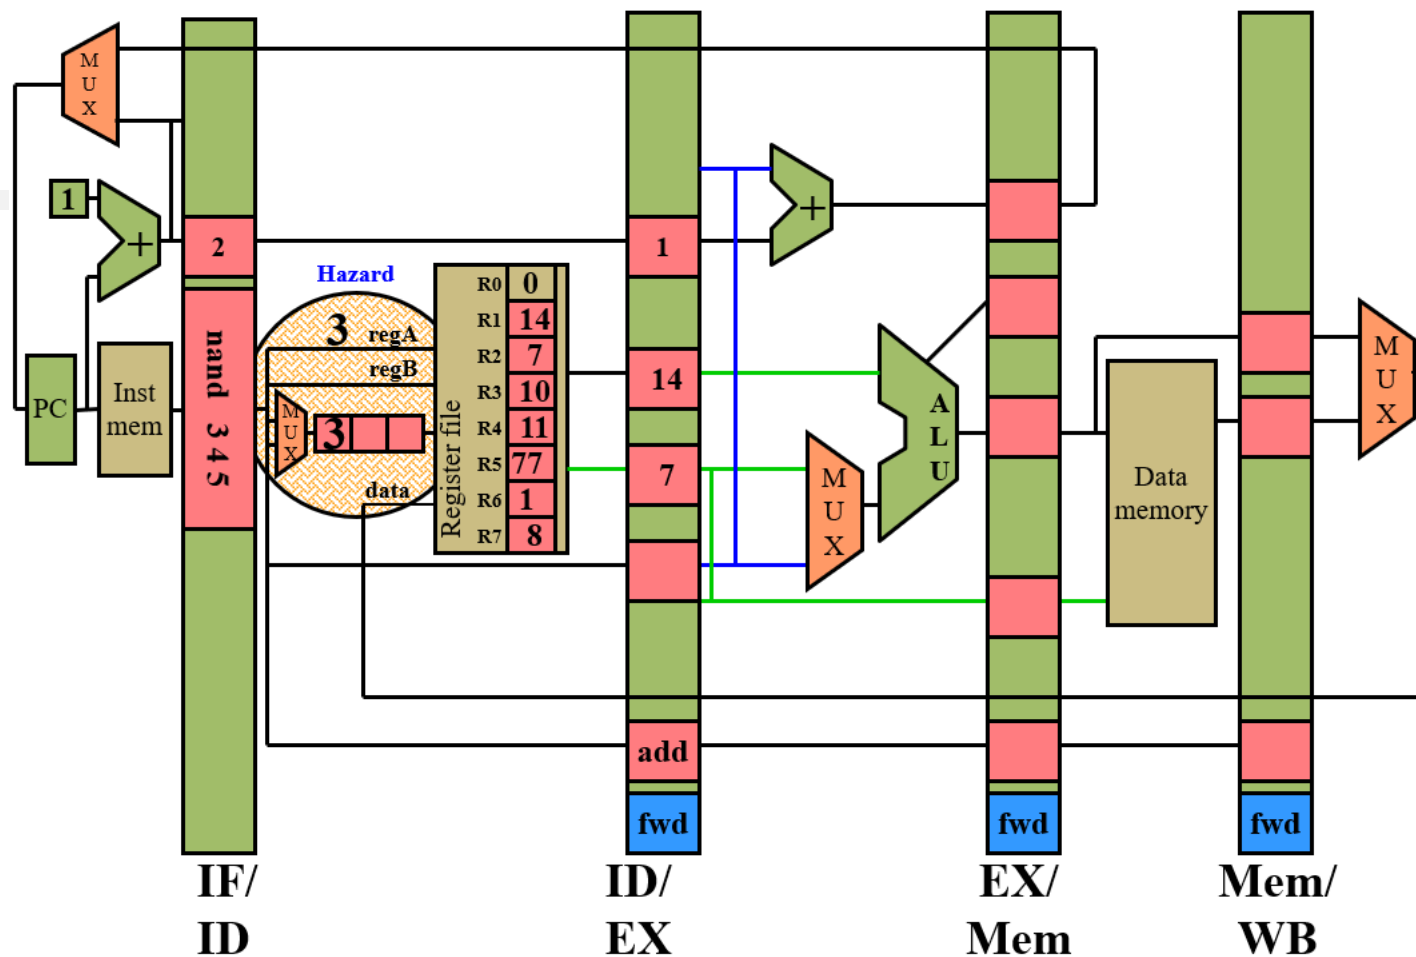 M
U
X
1
+
2
1
+
Hazard
3
regA
regB
M
U
X
3
data
nand 3 4 5
PC
Inst
mem
Register file
R0 0
R1 14
R2 7
R3 10
R4 11
R5 77
R6 1
R7 8
14
7
M
U
X
A
L
U
Data
memory
M
U
X
add
fwd
fwd
fwd
IF/
ID
ID/
EX
EX/
Mem
Mem/
WB